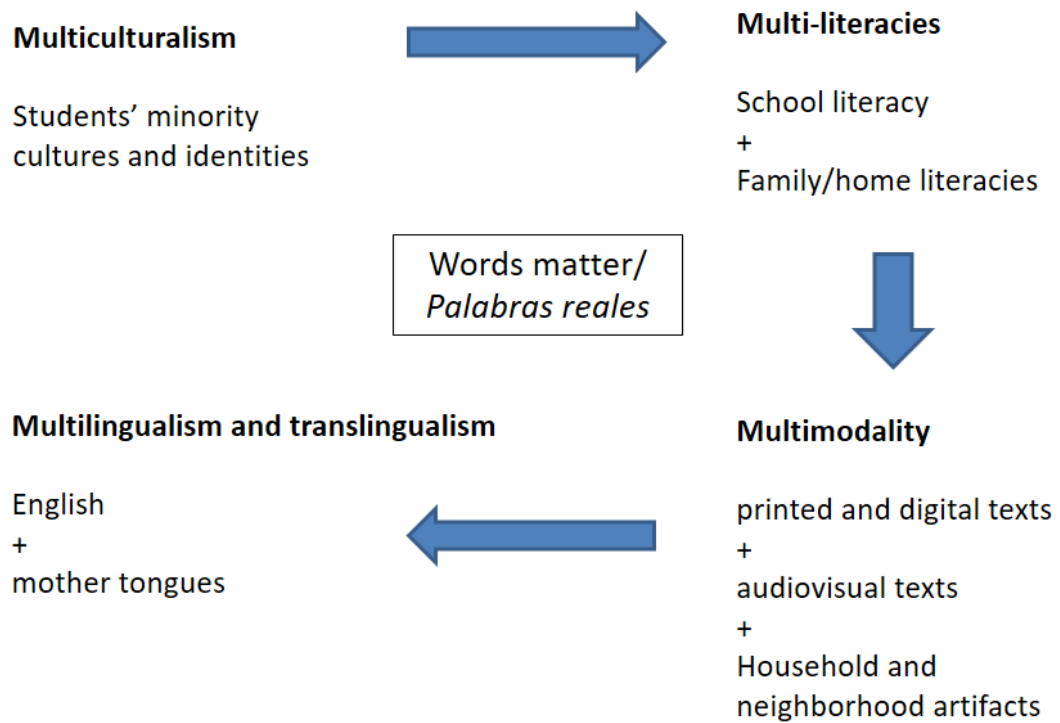 Multiculturalism
Students’ minority
cultures and identities
Multi-literacies
School literacy
+
Family/home literacies
Words matter/
Palabras reales
Multilingualism and translingualism
English
+
mother tongues
Multimodality
printed and digital texts
+
audiovisual texts
+
Household and
neighborhood artifacts